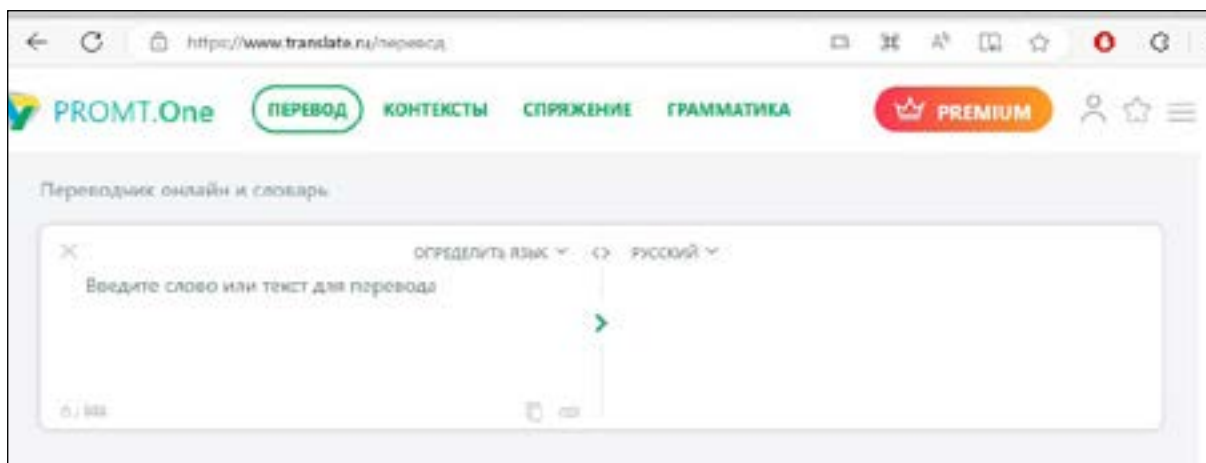 https://www.translate.ru/перевод
PROMT.One ПЕРЕВОД КОНТЕКСТЫ СПРЯЖЕНИЕ ГРАММАТИКА PREMIUM
Переводчик онлайн и словарь
ОПРЕДЕЛИТЬ ЯЗЫК <> РУССКИЙ
Введите слово или текст для перевода